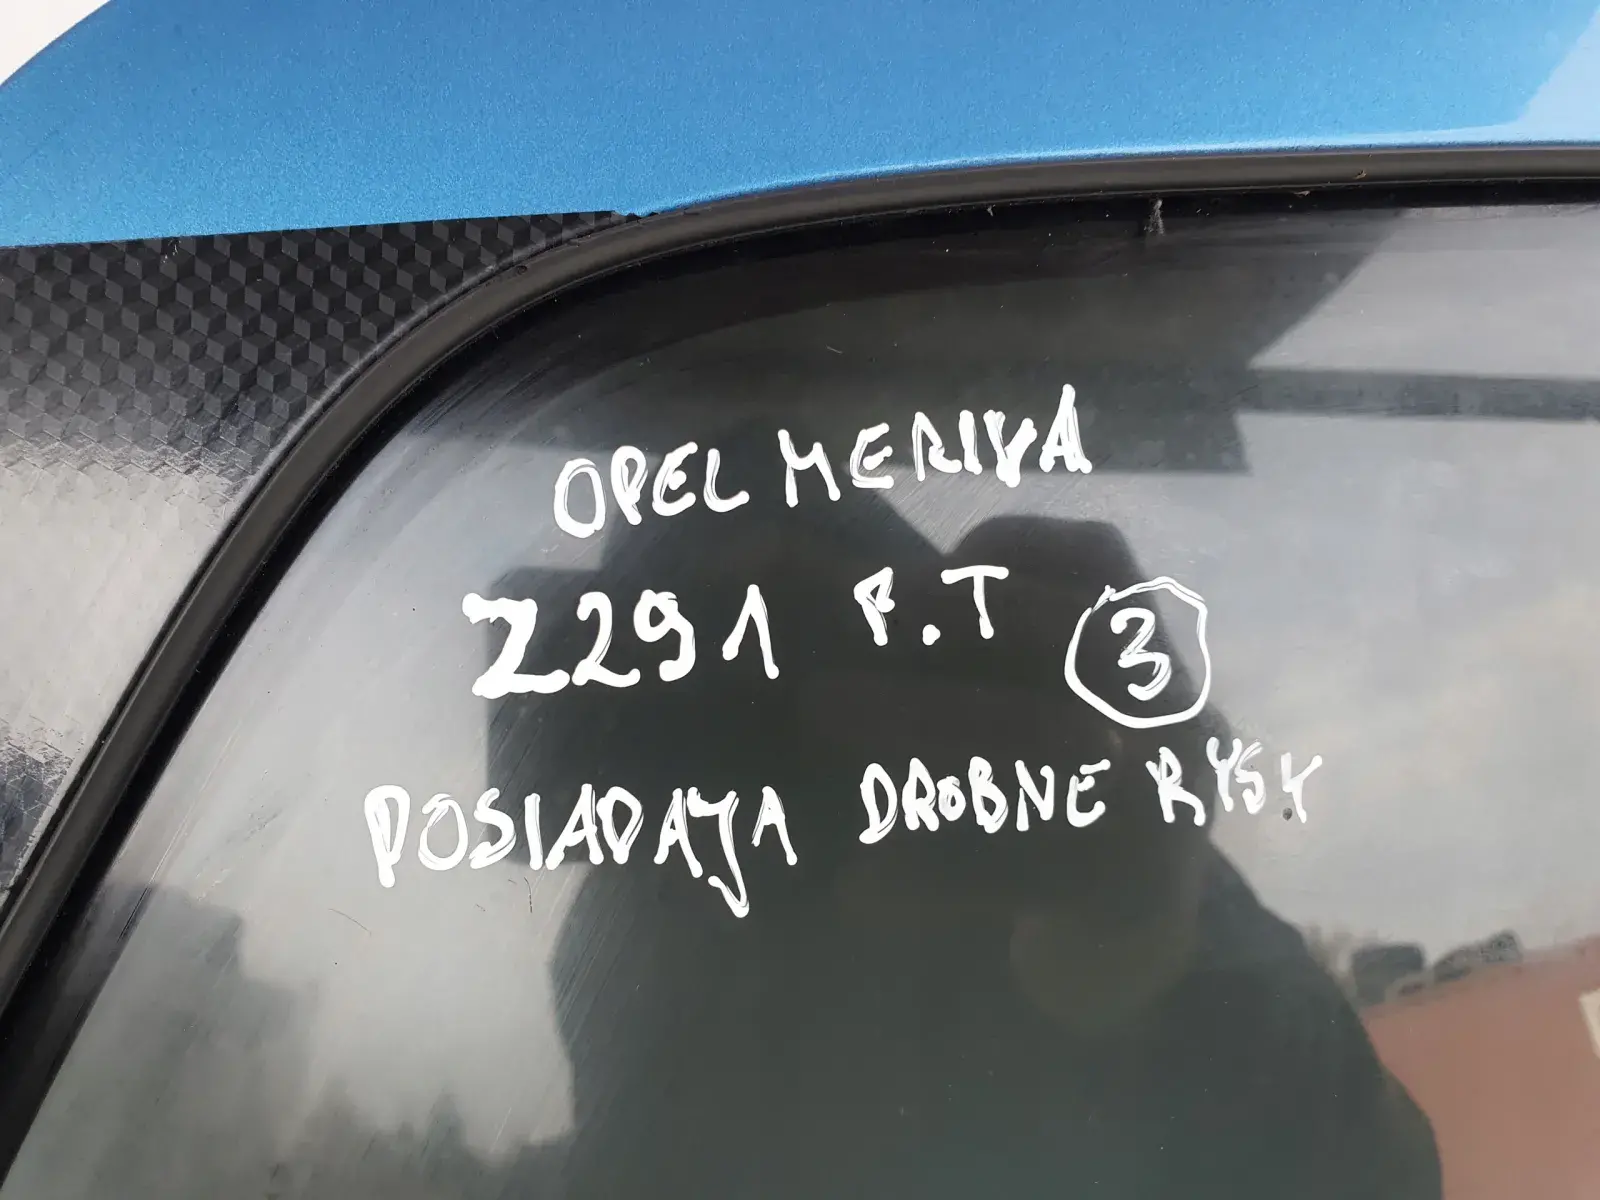 OPEL MERIVA
Z291 P.T 3
POSIADAJA DROBNE RYSY